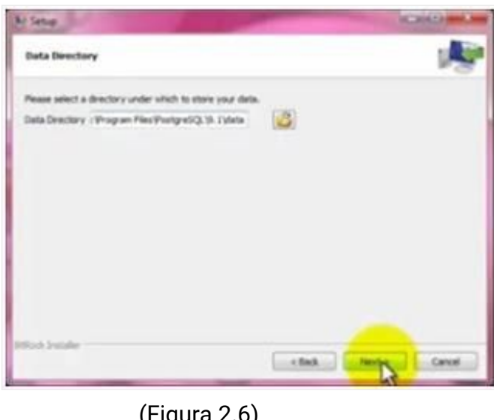 Setup
Data Directory
Please select a directory under which to store your data.
Data Directory :\Program Files\PostgreSQL\9.1\data
BitRock Installer
< Back
Next >
Cancel
(Figura 2.6)